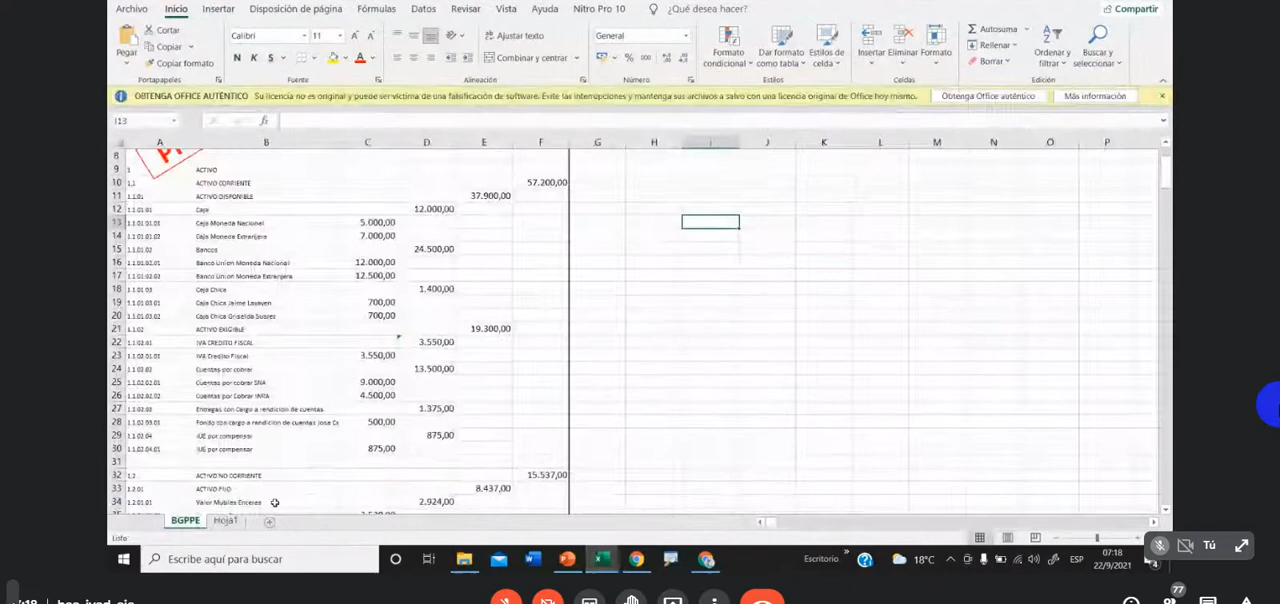 Archivo Inicio Insertar Disposición de página Fórmulas Datos Revisar Vista Ayuda Nitro Pro 10 ¿Qué desea hacer? Compartir
Pegar Cortar Copiar Copiar formato
Calibri 11 N K S
Ajustar texto
Combinar y centrar
General
% 000
Formato condicional Dar formato como tabla Estilos de celda
Insertar Eliminar Formato
Autosuma Rellenar Borrar
Ordenar y filtrar Buscar y seleccionar
Portapapeles Fuente Alineación Número Estilos Celdas Edición
OBTENGA OFFICE AUTÉNTICO Su licencia no es original y puede ser víctima de una falsificación de software. Evite las interrupciones y mantenga sus archivos a salvo con una licencia original de Office hoy mismo. Obtenga Office auténtico Más información
I13 fx
A B C D E F G H I J K L M N O P
8
9 1 ACTIVO
10 1,1 ACTIVO CORRIENTE 57.200,00
11 1.1.01 ACTIVO DISPONIBLE 37.900,00
12 1.1.01.01 Caja 12.000,00
13 1.1.01.01.01 Caja Moneda Nacional 5.000,00
14 1.1.01.01.02 Caja Moneda Extranjera 7.000,00
15 1.1.01.02 Bancos 24.500,00
16 1.1.01.02.01 Banco Union Moneda Nacional 12.000,00
17 1.1.01.02.02 Banco Union Moneda Extranjera 12.500,00
18 1.1.01.03 Caja Chica 1.400,00
19 1.1.01.03.01 Caja Chica Jaime Layayen 700,00
20 1.1.01.03.02 Caja Chica Griselda Suares 700,00
21 1.1.02 ACTIVO EXIGIBLE 19.300,00
22 1.1.02.01 IVA CREDITO FISCAL 3.550,00
23 1.1.02.01.01 IVA Credito Fiscal 3.550,00
24 1.1.03.03 Cuentas por cobrar 13.500,00
25 1.1.02.02.01 Cuentas por cobrar SNA 9.000,00
26 1.1.02.02.02 Cuentas por Cobrar INRA 4.500,00
27 1.1.02.03 Entregas con Cargo a rendicion de cuentas 1.375,00
28 1.1.02.03.01 Fondo con cargo a rendicion de cuentas Jose 500,00
29 1.1.02.04 IUE por compensar 875,00
30 1.1.02.04.01 IUE por compensar 875,00
31
32 1,2 ACTIVO NO CORRIENTE 15.537,00
33 1.2.01 ACTIVO FIJO 8.437,00
34 1.2.01.01 Valor Mubles Enceres 2.924,00
BGPPE Hoja1
Listo
Escribe aquí para buscar
Escritorio 18°C ESP 07:18 22/9/2021
Tú
77